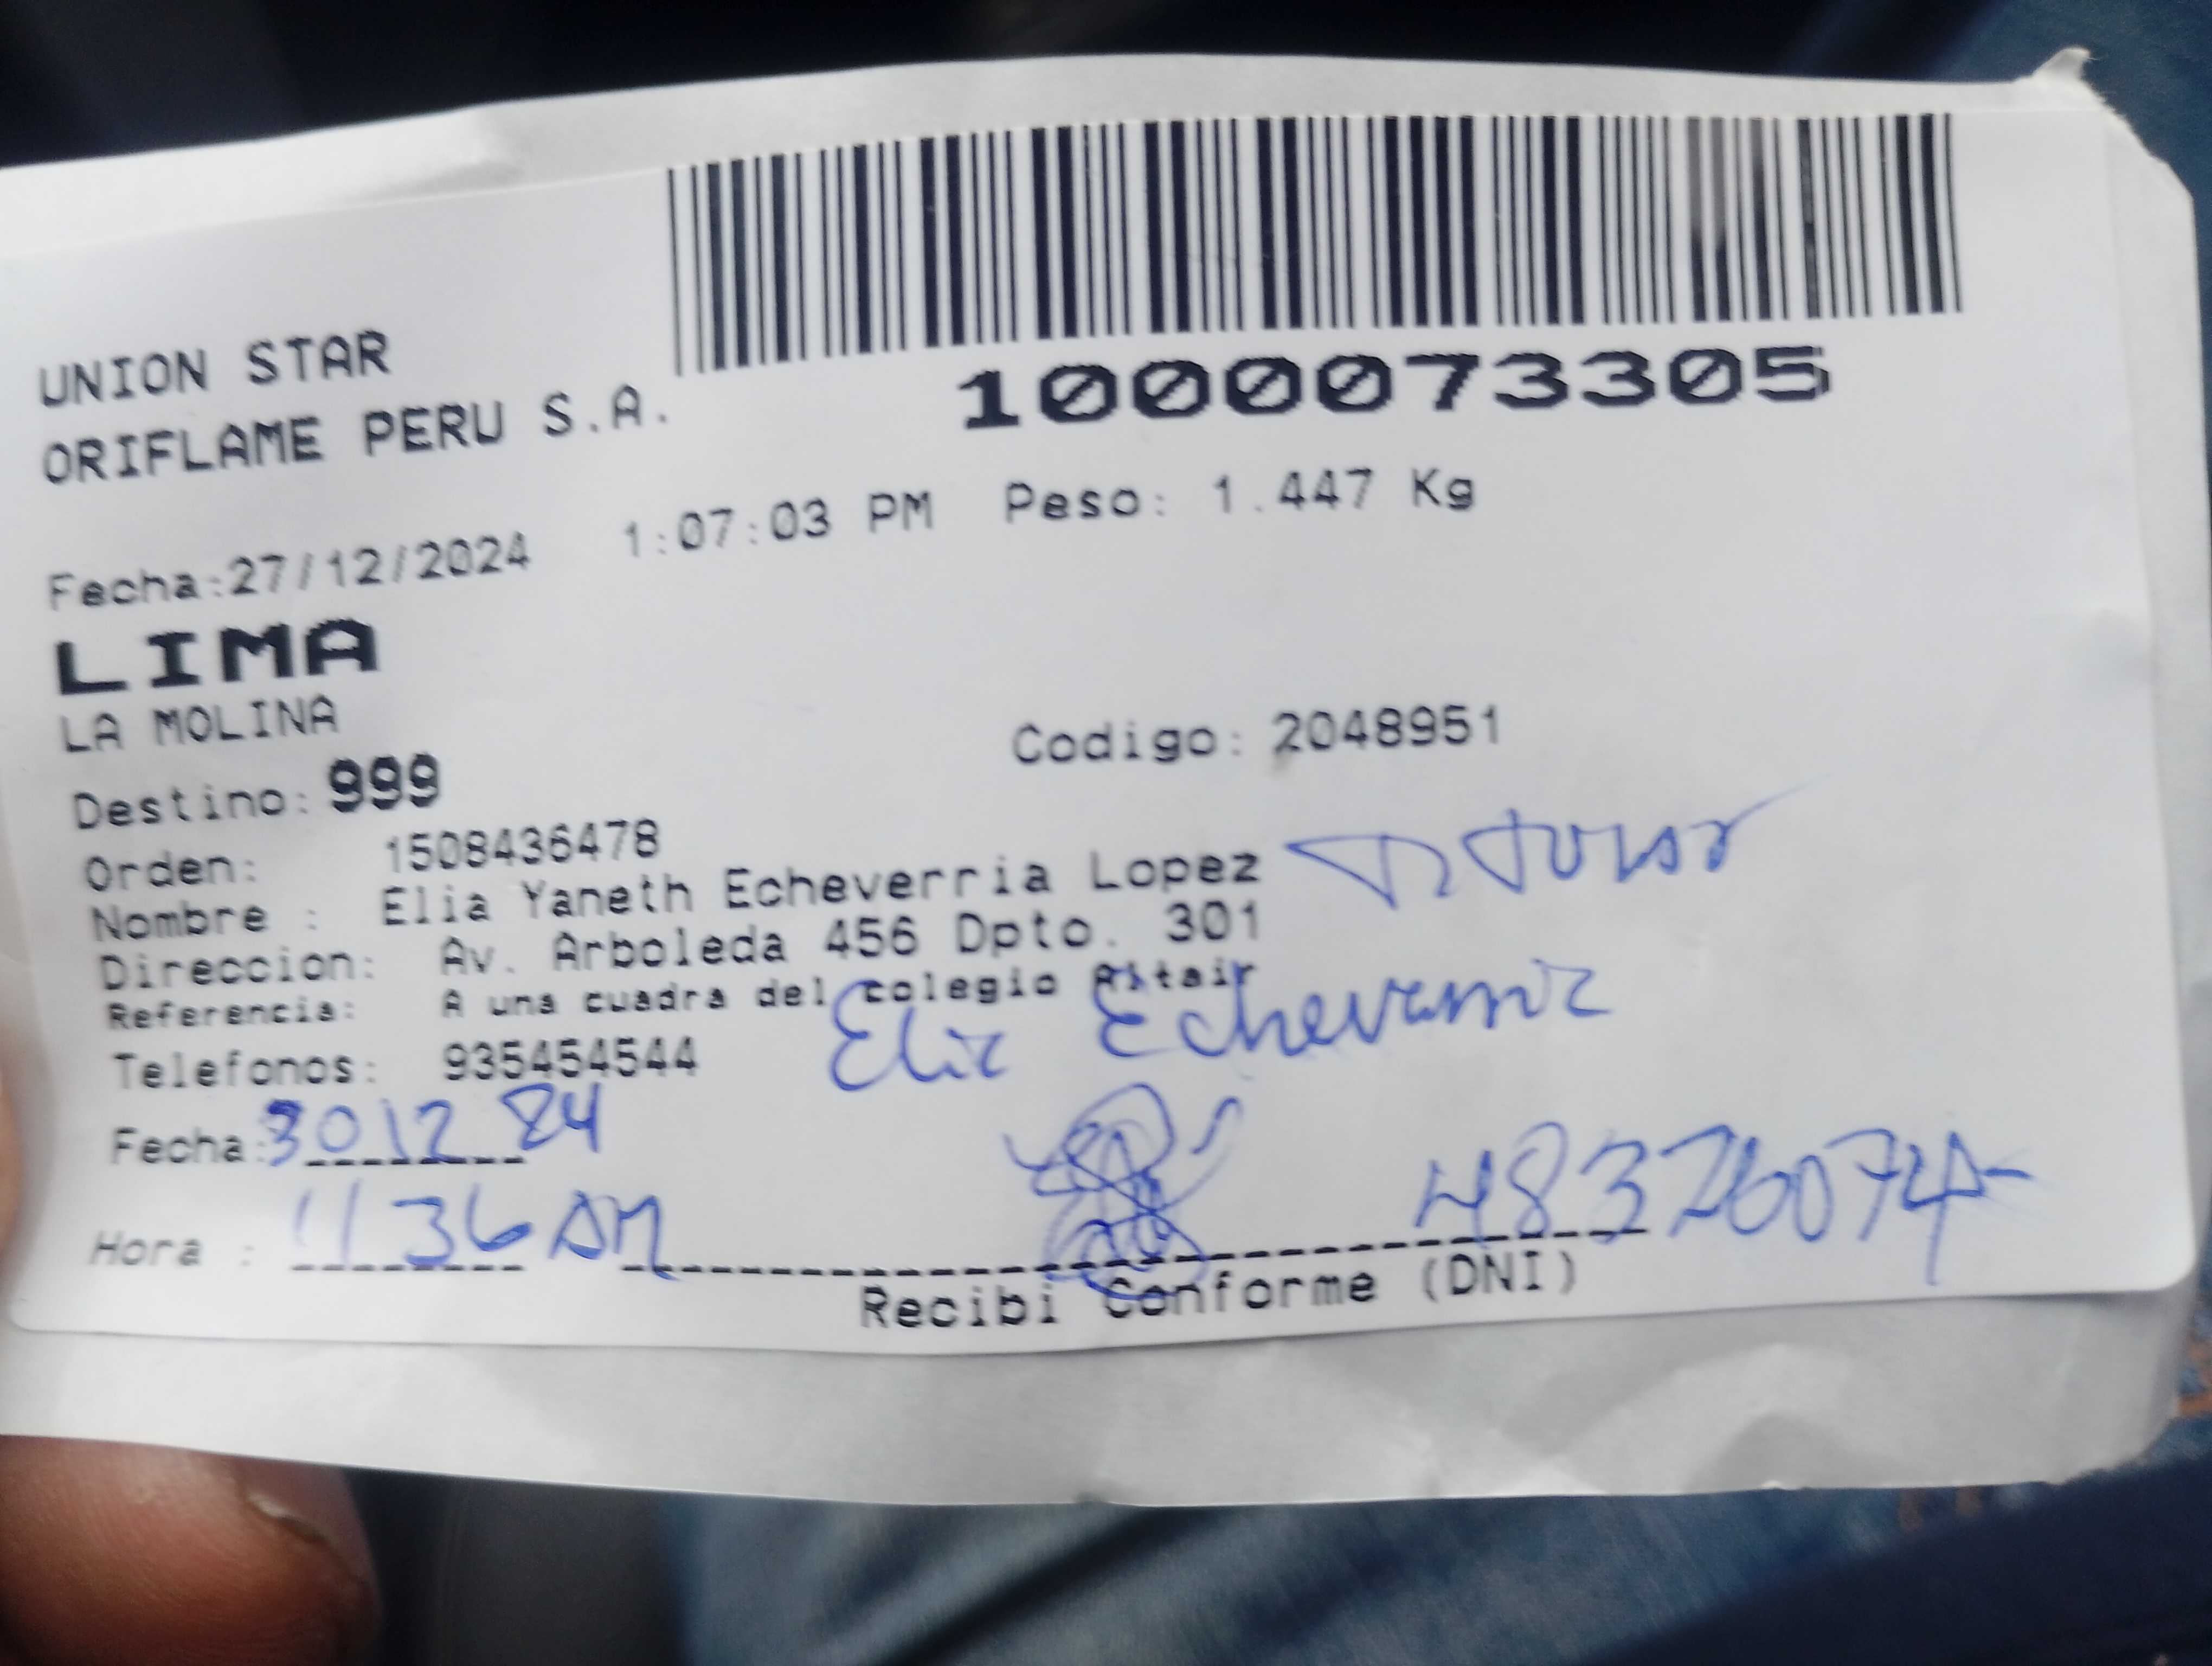 UNION STAR
ORIFLAME PERU S.A.
1000073305
Fecha:27/12/2024 1:07:03 PM Peso: 1.447 Kg
LIMA
LA MOLINA
Codigo: 2048951
Destino: 999
Orden: 1508436478
Nombre : Elia Yaneth Echeverria Lopez
Direccion: Av. Arboleda 456 Dpto. 301
Referencia: A una cuadra del colegio Altair
Telefonos: 935454544
Elia Echeverria
Fecha:30 12 24
Hora : 11 36 AM
Recibi Conforme (DNI)